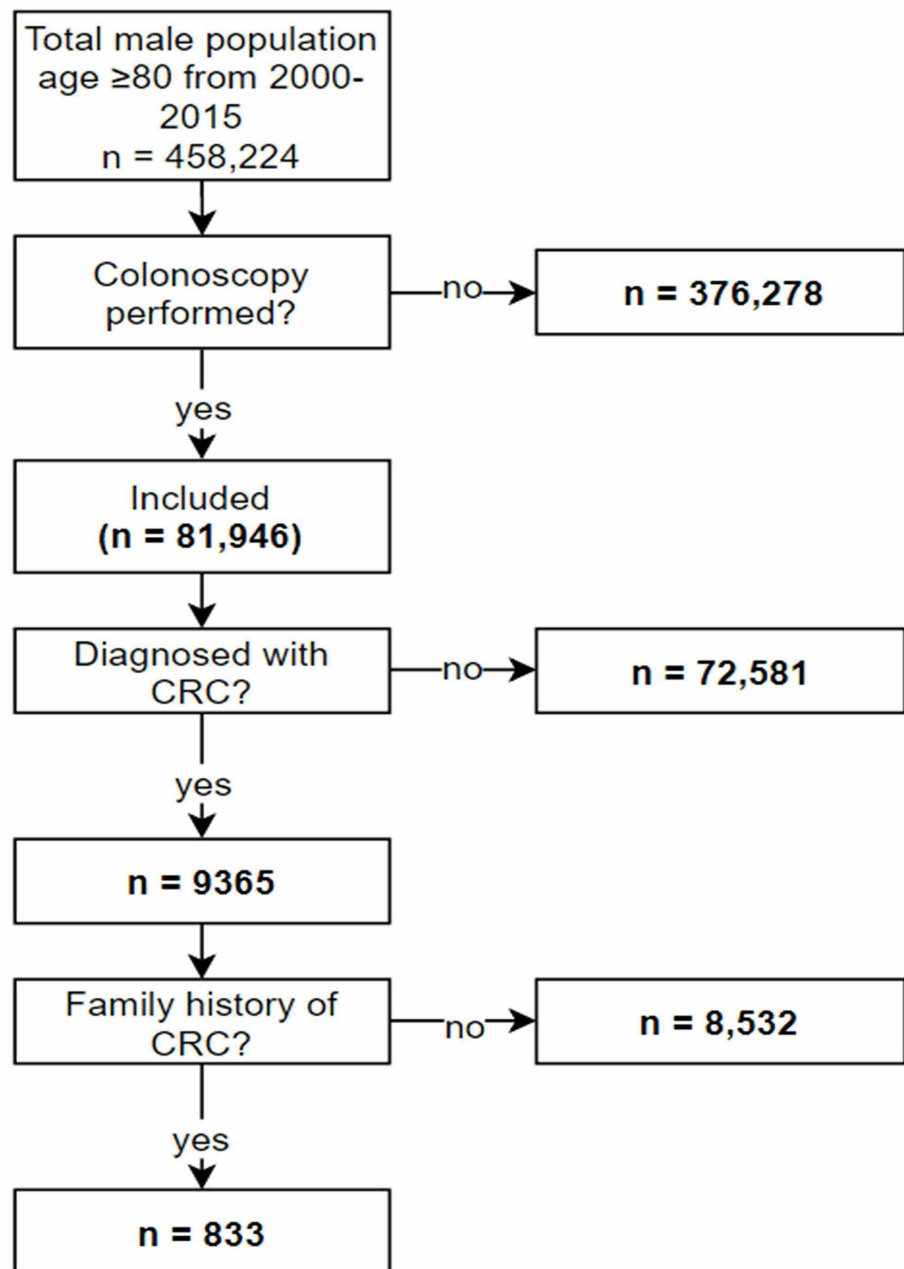 Total male population
age ≥80 from 2000-
2015
n = 458,224
Colonoscopy
performed?
no
n = 376,278
yes
Included
(n = 81,946)
Diagnosed with
CRC?
no
n = 72,581
yes
n = 9365
Family history of
CRC?
no
n = 8,532
yes
n = 833